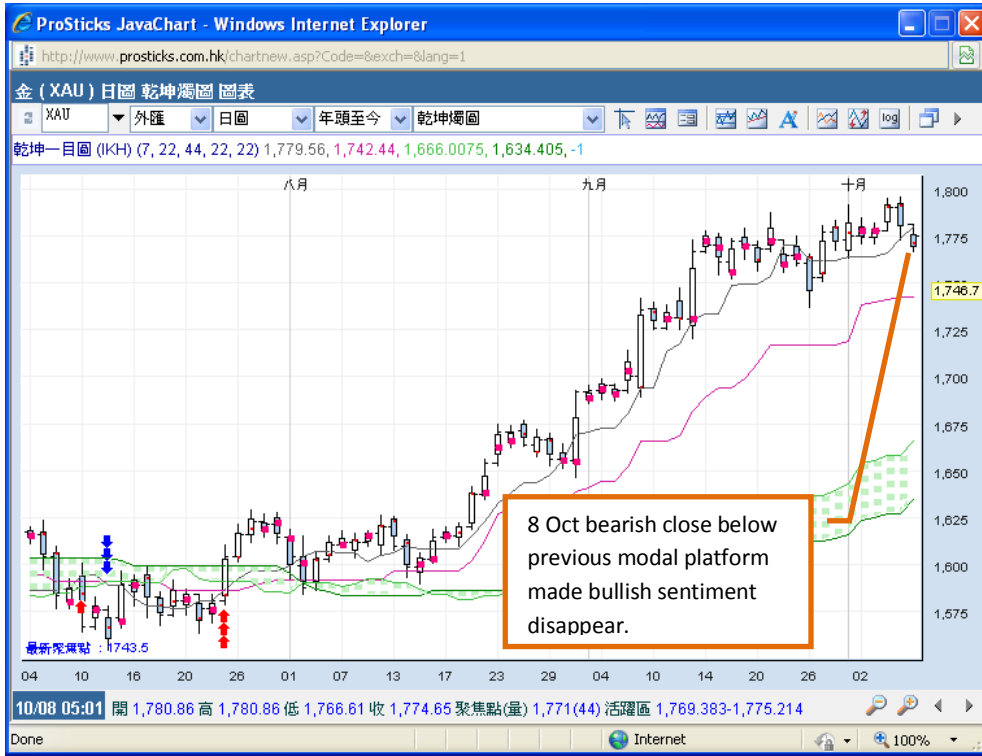 ProSticks JavaChart - Windows Internet Explorer
http://www.prosticks.com.hk/chartnew.asp?Code=&exch=&lang=1
金 ( XAU ) 日圖 乾坤燭圖 圖表
XAU 外匯 日圖 年頭至今 乾坤燭圖 A log
乾坤一目圖 (IKH) (7, 22, 44, 22, 22) 1,779.56, 1,742.44, 1,666.0075, 1,634.405, -1
八月 九月 十月
1,800
1,775
1,746.7
1,725
1,700
1,675
1,650
1,625
1,600
1,575
8 Oct bearish close below
previous modal platform
made bullish sentiment
disappear.
最新聚焦點 : 1743.5
04 10 16 20 26 01 07 13 17 23 29 04 10 14 20 26 02
10/08 05:01 開 1,780.86 高 1,780.86 低 1,766.61 收 1,774.65 聚焦點(量) 1,771(44) 活躍區 1,769.383-1,775.214
Done Internet 100%